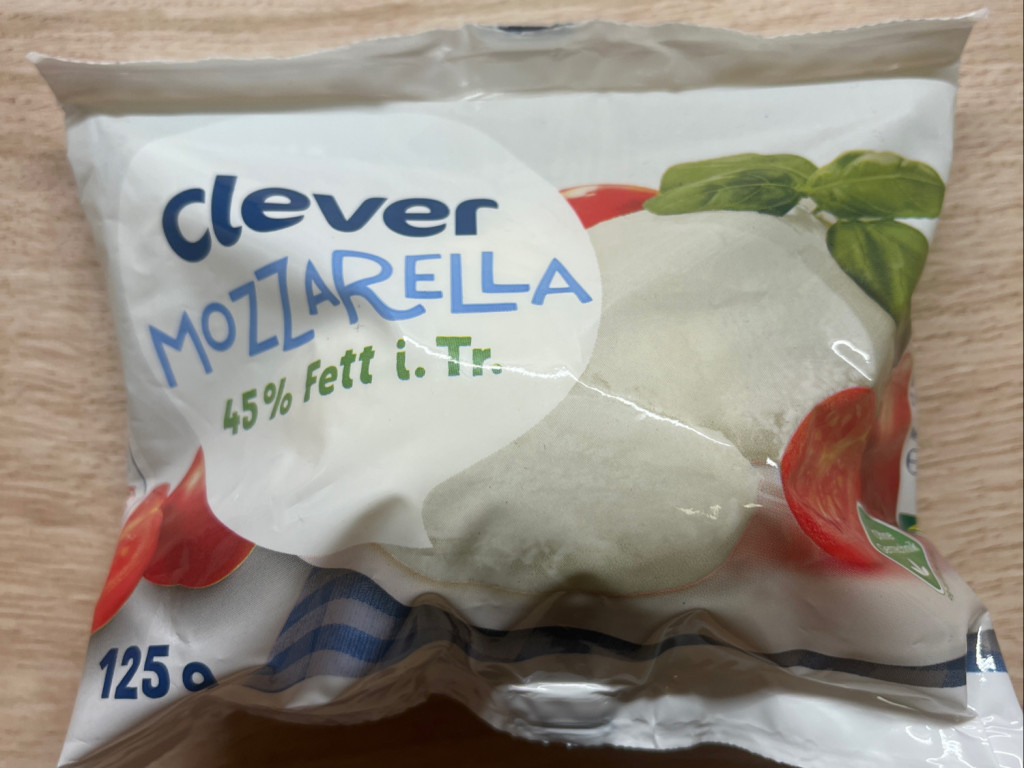 clever
MOZZARELLA
45% Fett i. Tr.
125 g